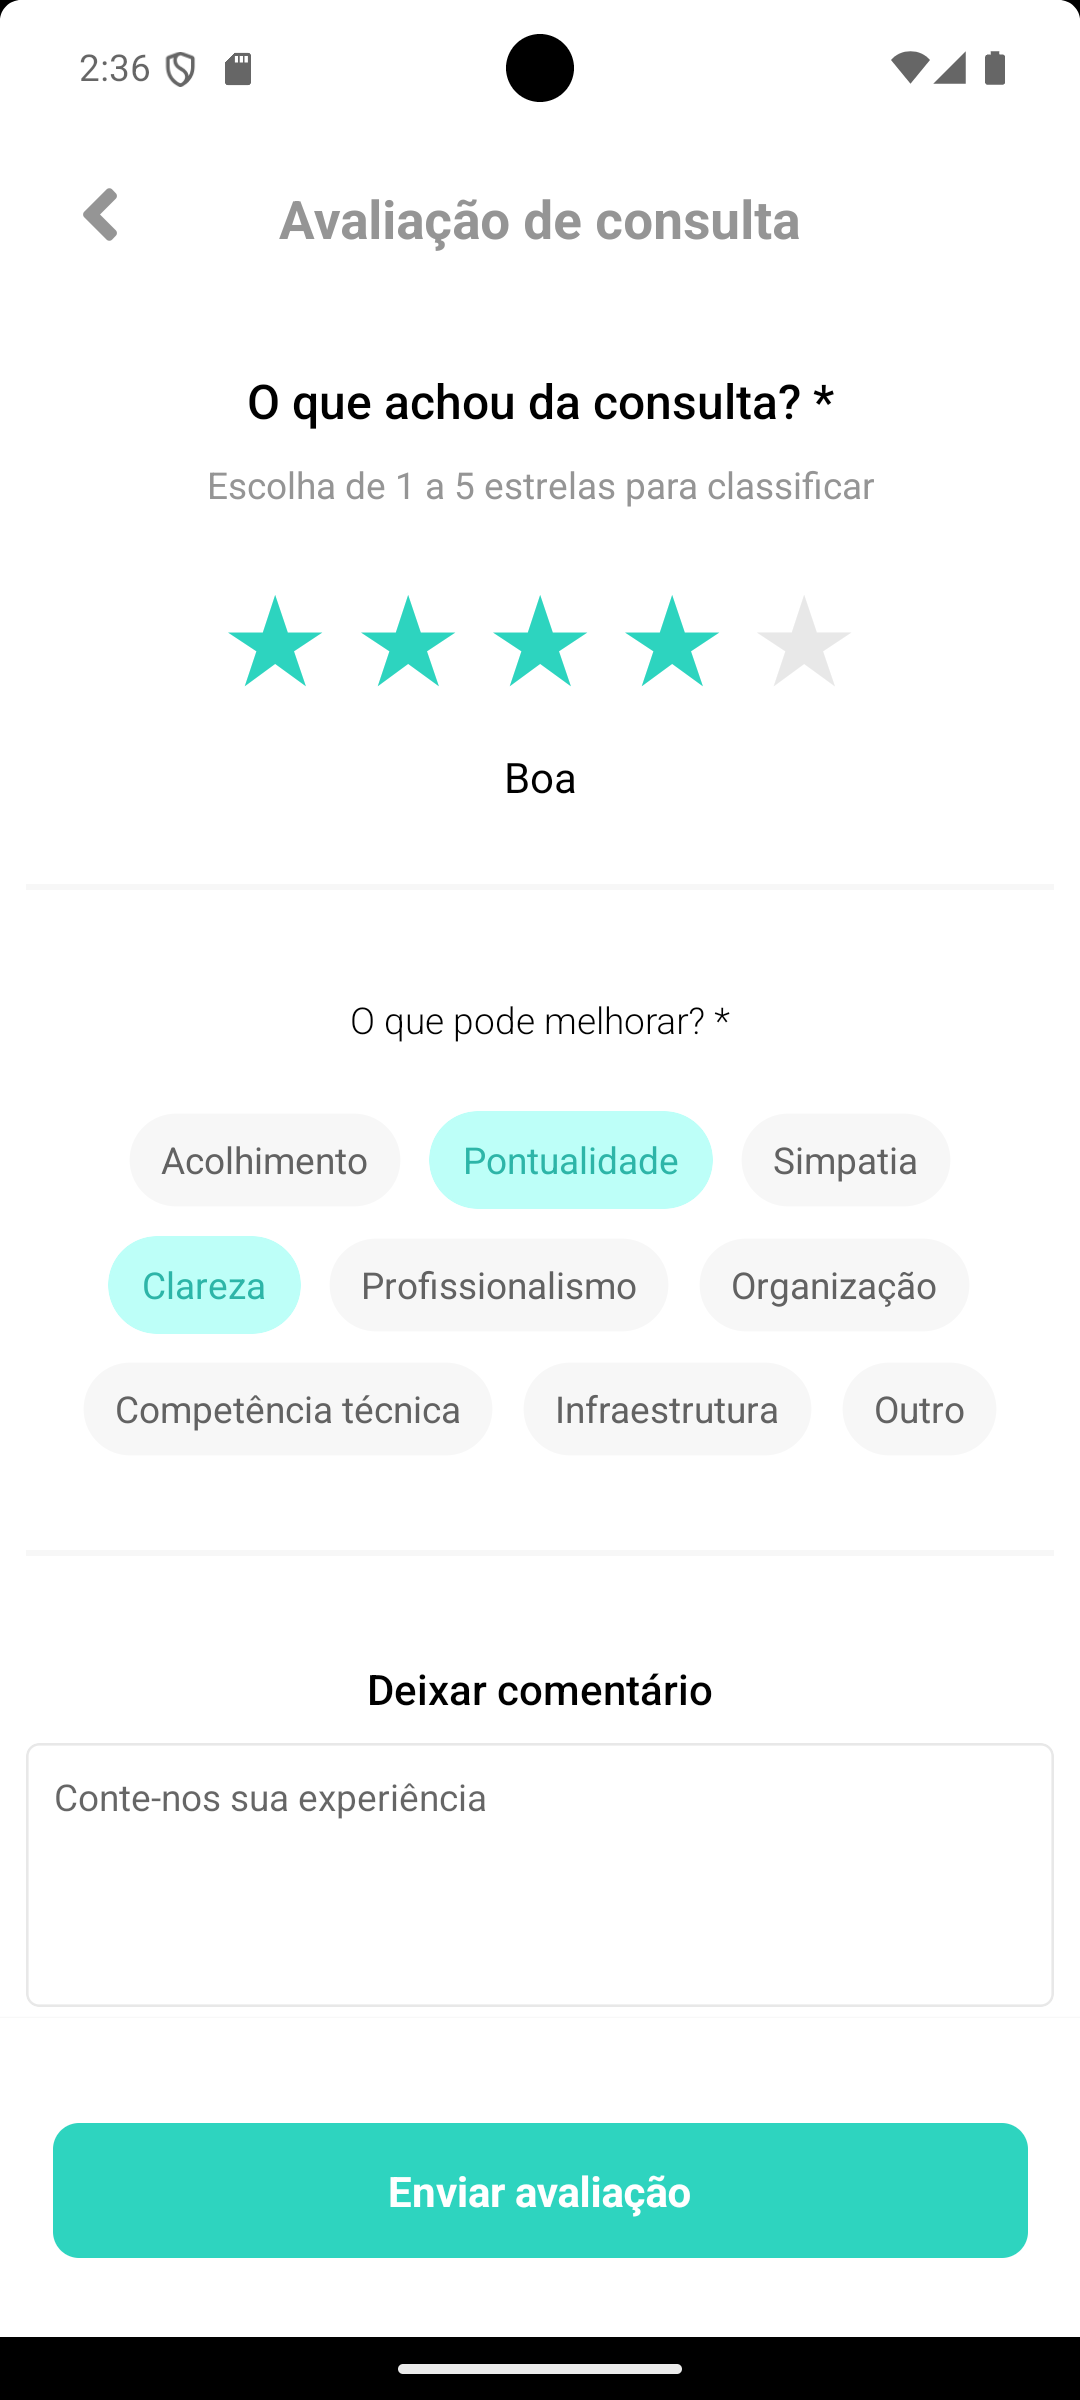 2:36
Avaliação de consulta
O que achou da consulta? *
Escolha de 1 a 5 estrelas para classificar
Boa
O que pode melhorar? *
Acolhimento Pontualidade Simpatia
Clareza Profissionalismo Organização
Competência técnica Infraestrutura Outro
Deixar comentário
Conte-nos sua experiência
Enviar avaliação